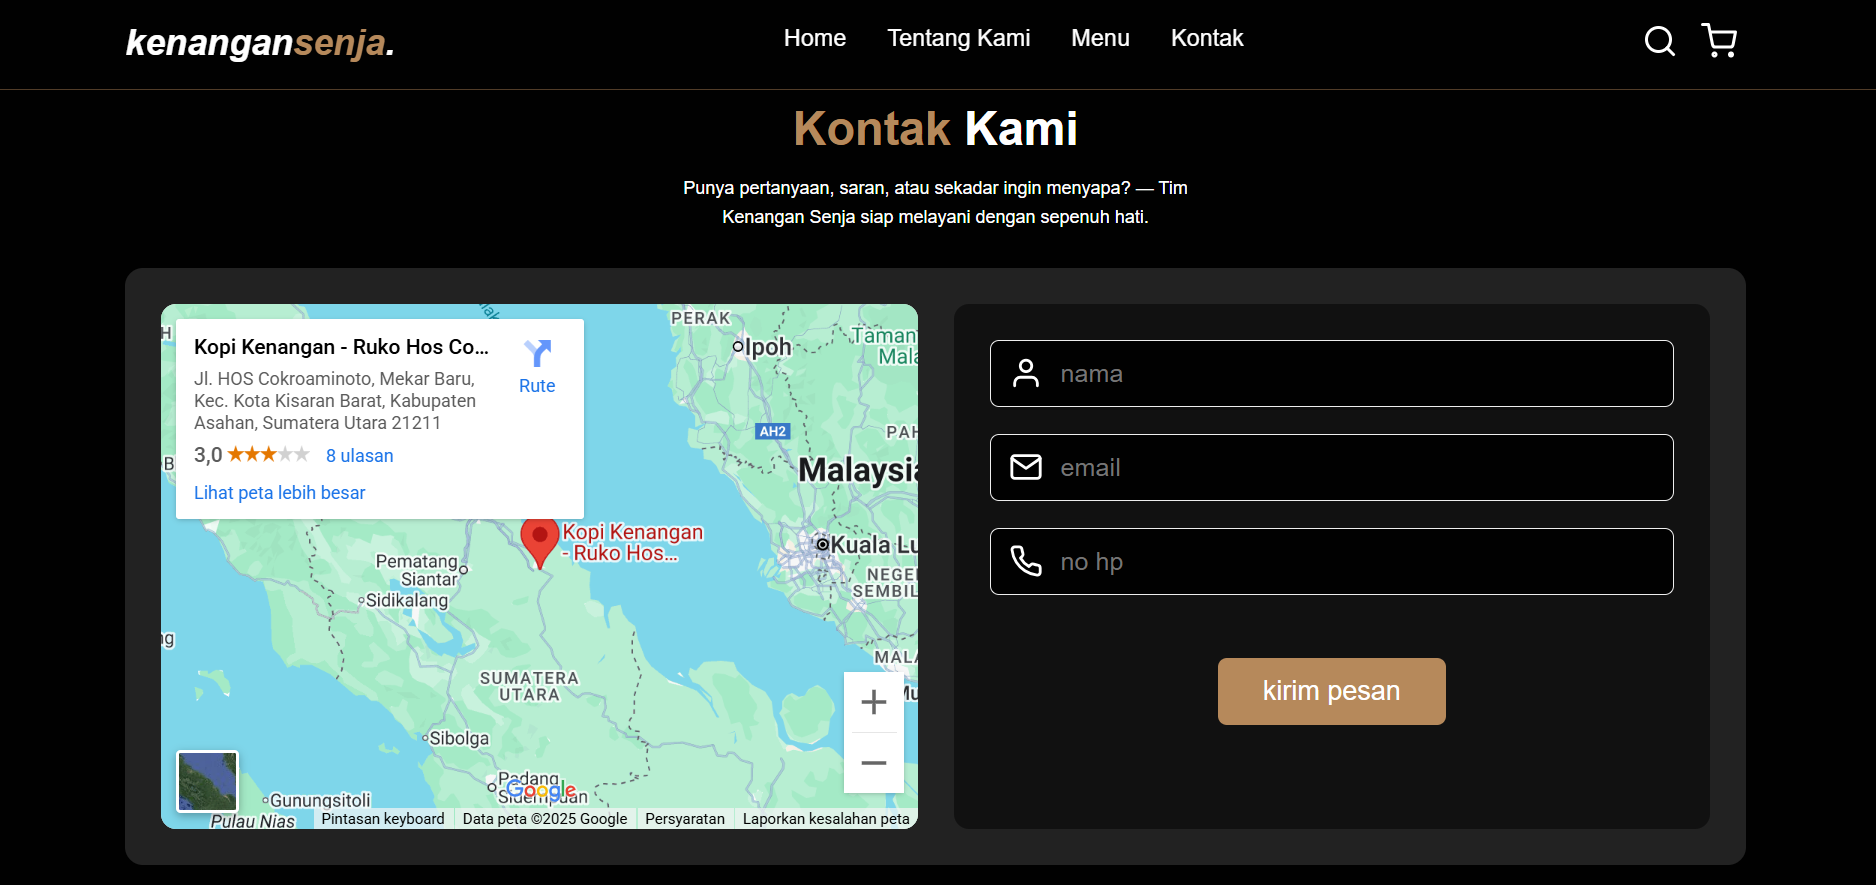 kenangansenja.
Home
Tentang Kami
Menu
Kontak
Kontak Kami
Punya pertanyaan, saran, atau sekadar ingin menyapa? — Tim
Kenangan Senja siap melayani dengan sepenuh hati.
Kopi Kenangan - Ruko Hos Co...
Jl. HOS Cokroaminoto, Mekar Baru,
Kec. Kota Kisaran Barat, Kabupaten
Asahan, Sumatera Utara 21211
Rute
3,0
8 ulasan
Lihat peta lebih besar
PERAK
Ipoh
Taman
Mala
AH2
PAH
Malaysia
Kopi Kenangan
- Ruko Hos...
Kuala Lu
NEGE
SEMBIL
Pematang
Siantar
Sidikalang
MALA
SUMATERA
UTARA
Mu
Sibolga
Padang
Sidempuan
Google
Gunungsitoli
Pulau Nias
Pintasan keyboard
Data peta ©2025 Google
Persyaratan
Laporkan kesalahan peta
nama
email
no hp
kirim pesan